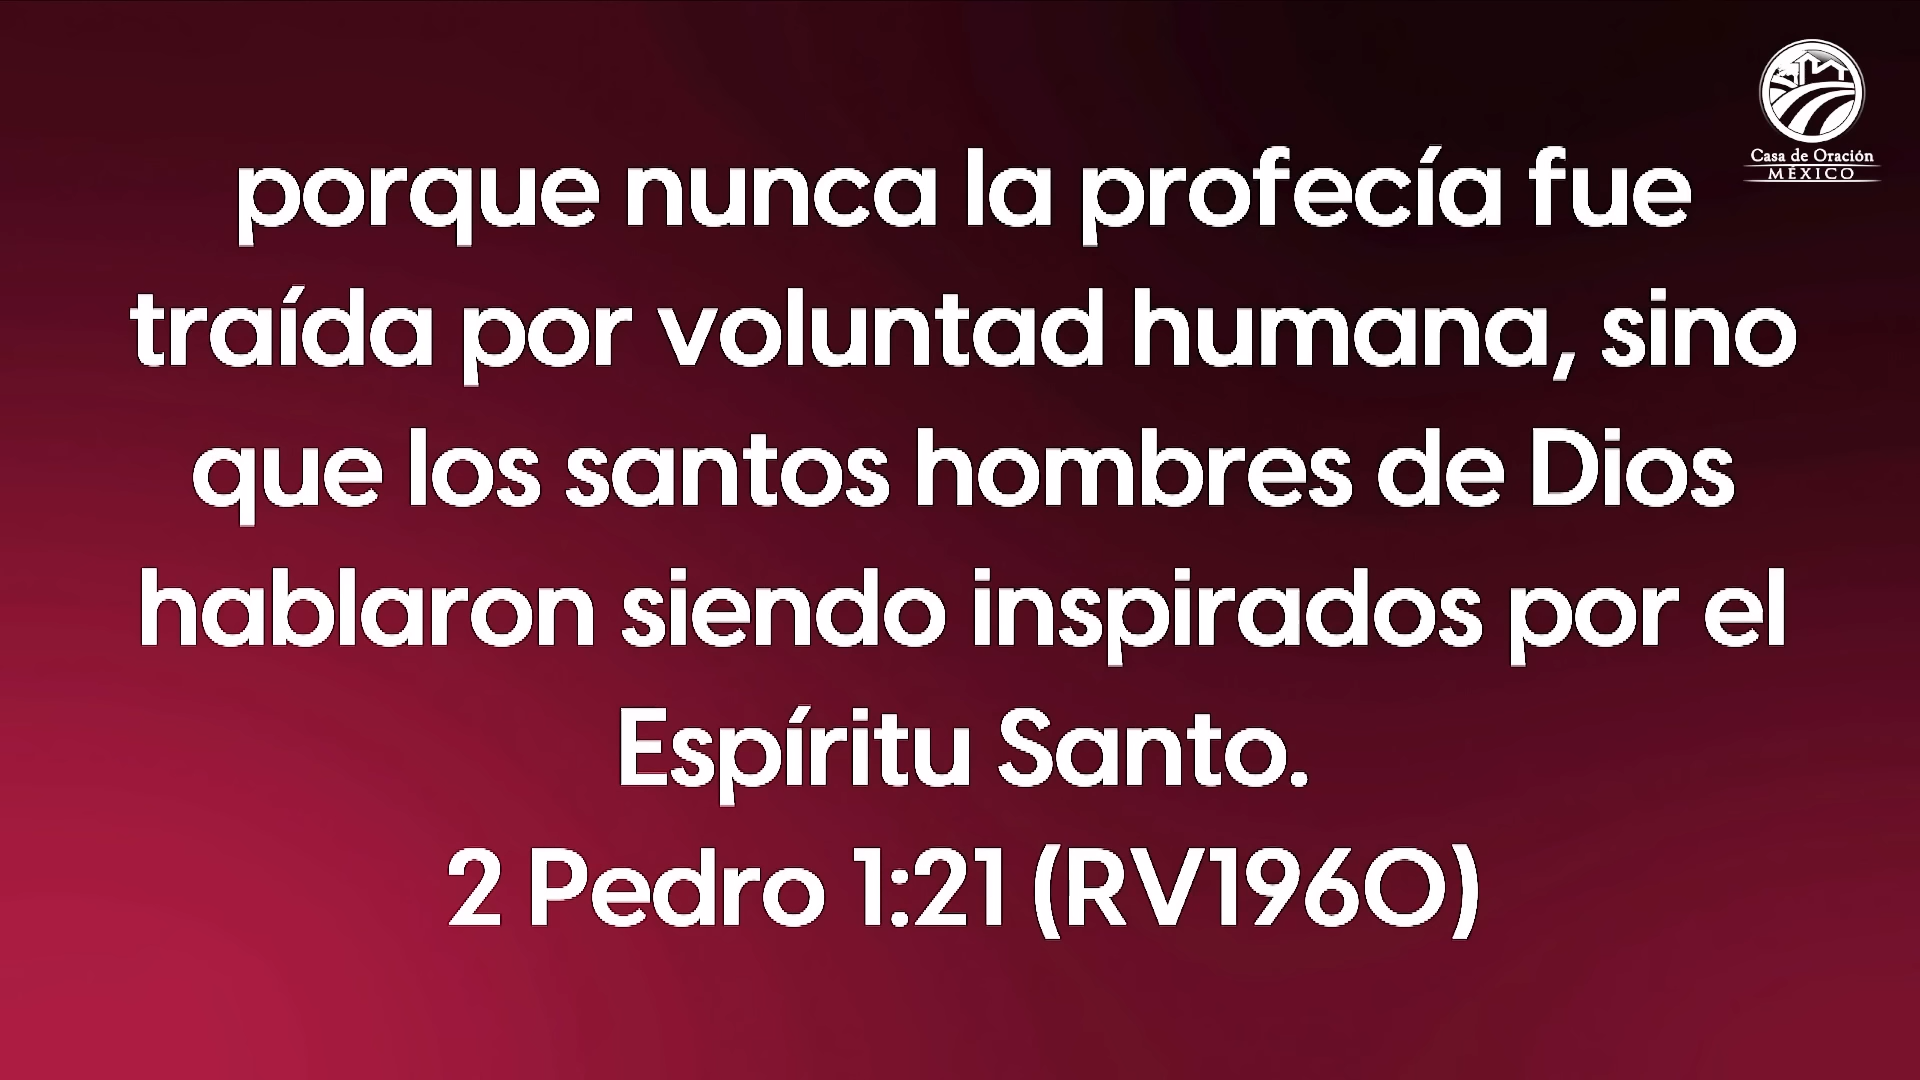 Casa de Oración
MÉXICO
porque nunca la profecía fue
traída por voluntad humana, sino
que los santos hombres de Dios
hablaron siendo inspirados por el
Espíritu Santo.
2 Pedro 1:21 (RV1960)